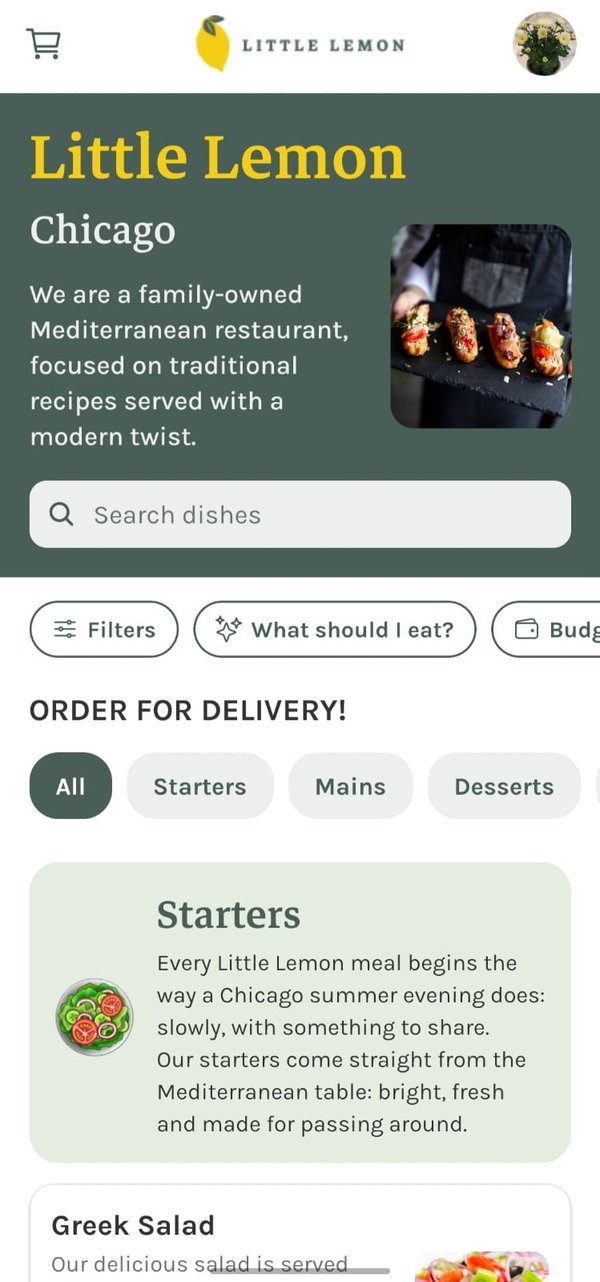 LITTLE LEMON
Little Lemon
Chicago
We are a family-owned
Mediterranean restaurant,
focused on traditional
recipes served with a
modern twist.
Search dishes
Filters
What should I eat?
Budg
ORDER FOR DELIVERY!
All
Starters
Mains
Desserts
Starters
Every Little Lemon meal begins the
way a Chicago summer evening does:
slowly, with something to share.
Our starters come straight from the
Mediterranean table: bright, fresh
and made for passing around.
Greek Salad
Our delicious salad is served